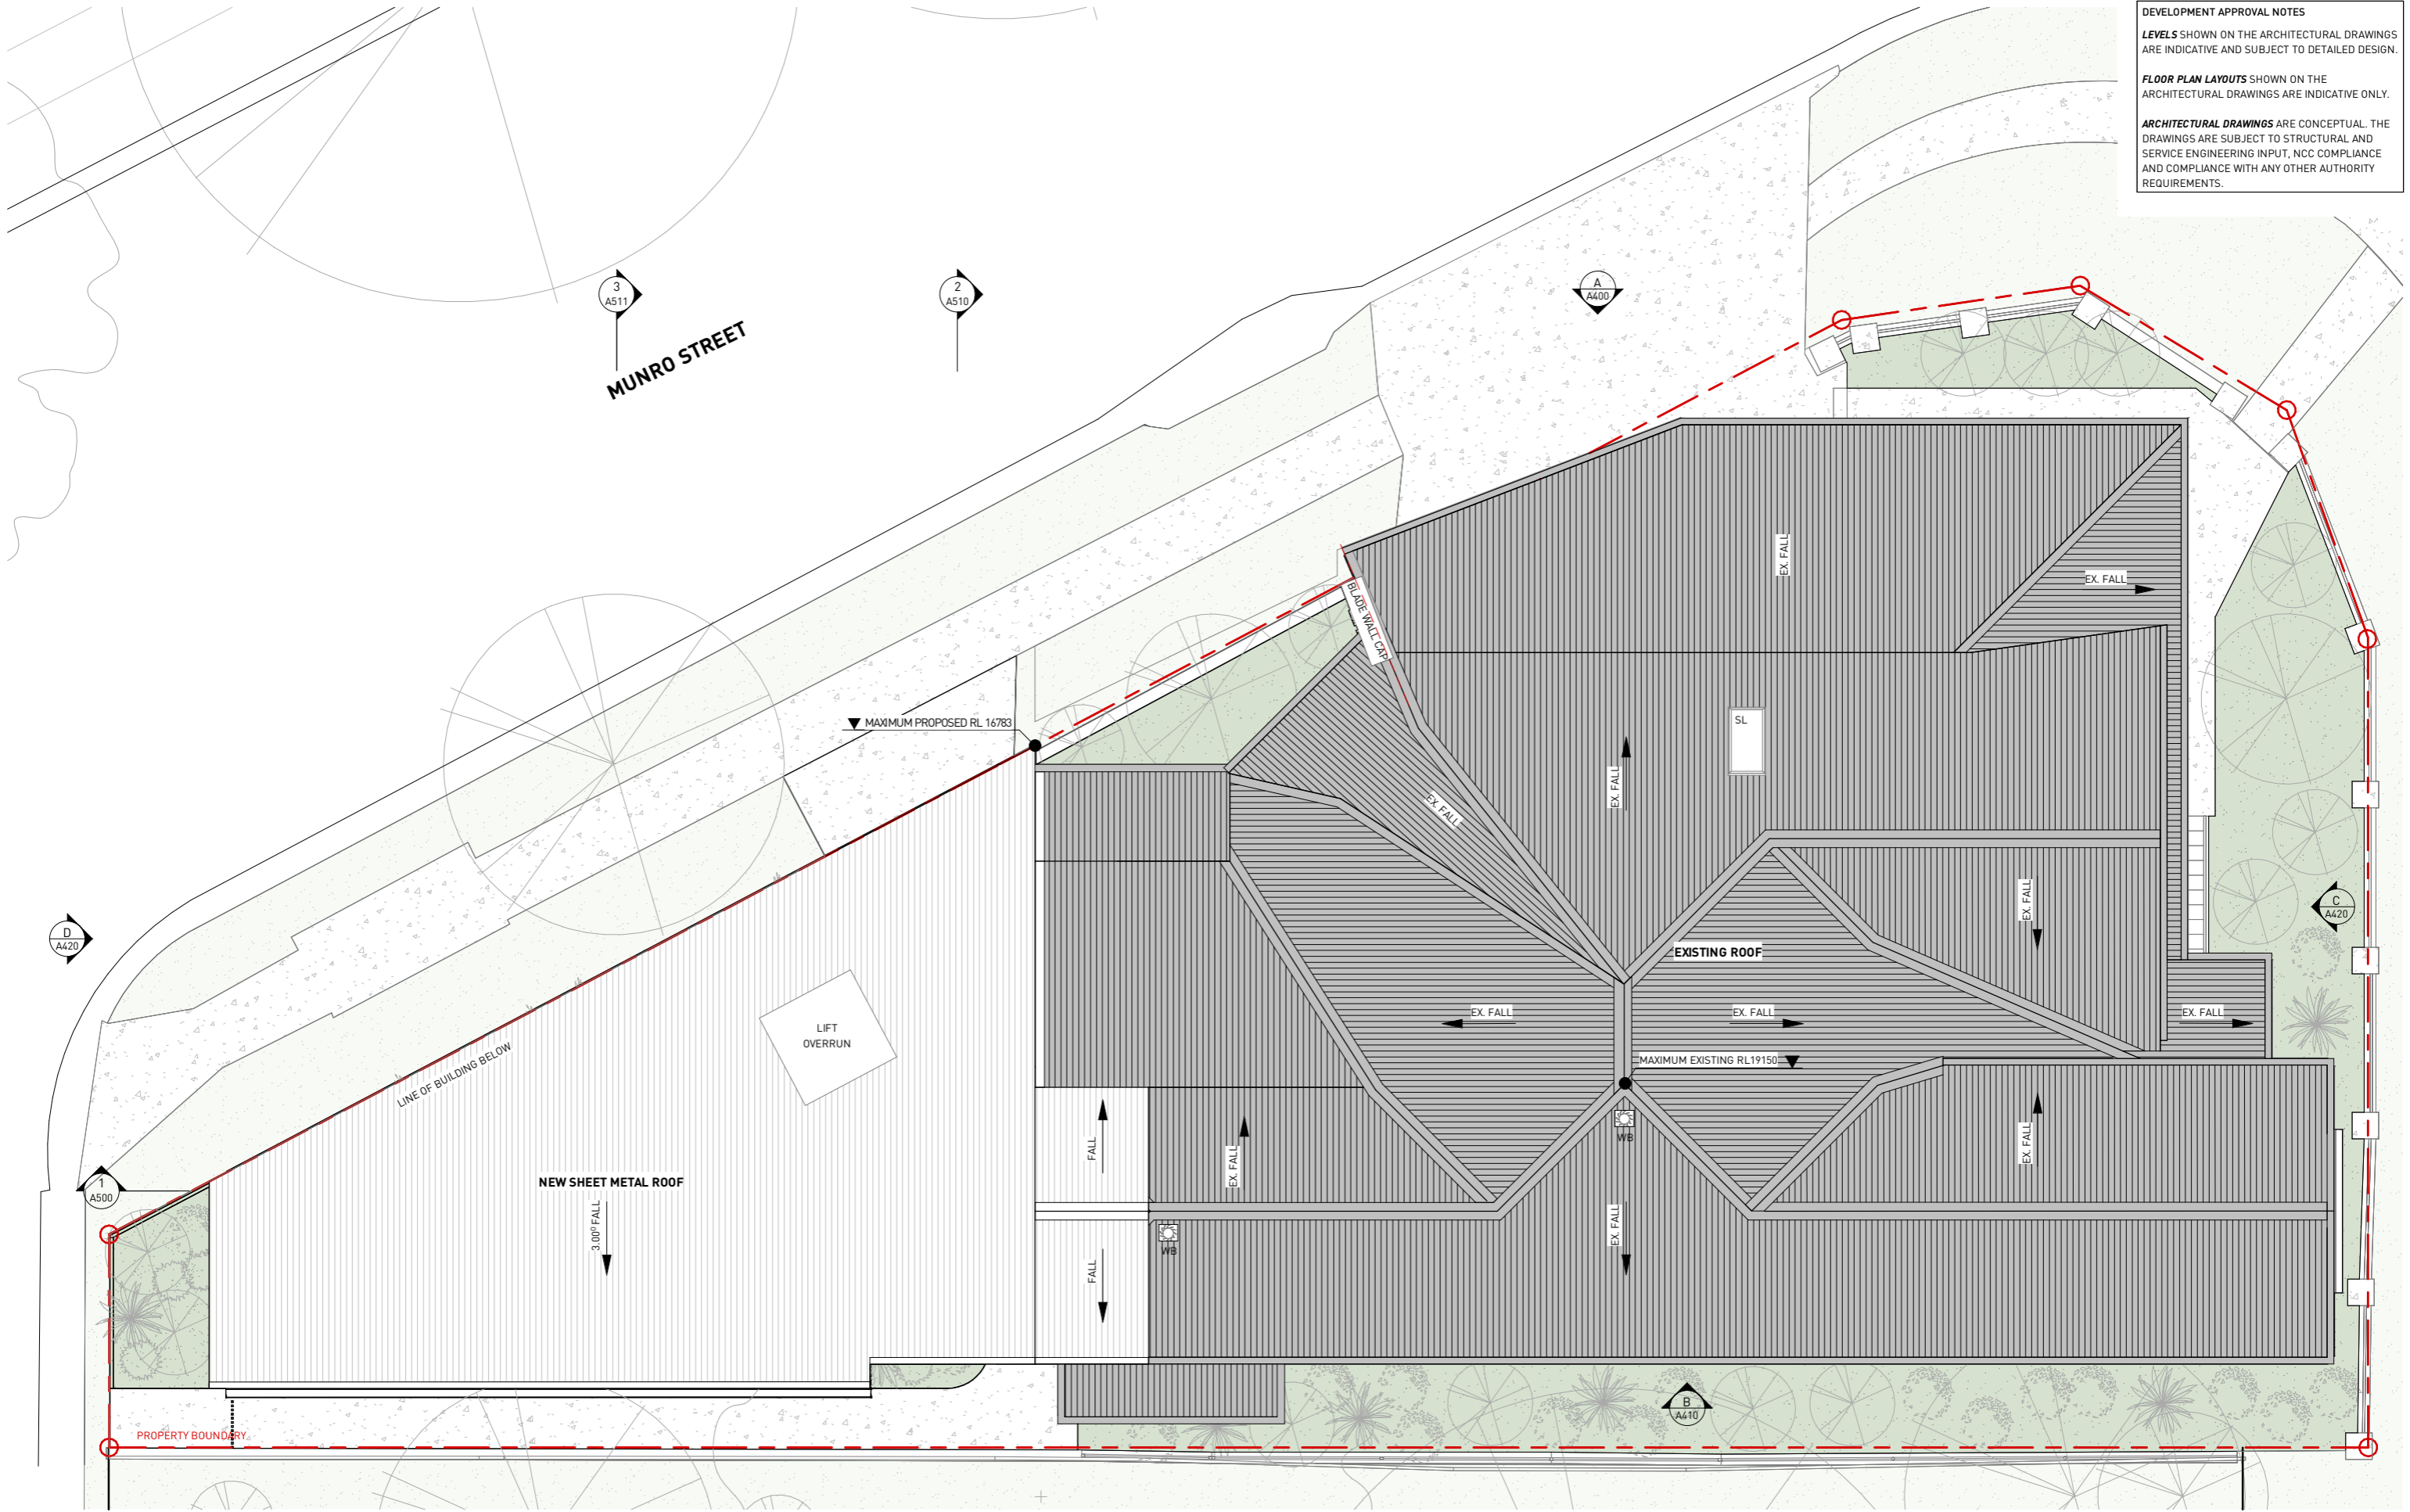 DEVELOPMENT APPROVAL NOTES
LEVELS SHOWN ON THE ARCHITECTURAL DRAWINGS
ARE INDICATIVE AND SUBJECT TO DETAILED DESIGN.
FLOOR PLAN LAYOUTS SHOWN ON THE
ARCHITECTURAL DRAWINGS ARE INDICATIVE ONLY.
ARCHITECTURAL DRAWINGS ARE CONCEPTUAL. THE
DRAWINGS ARE SUBJECT TO STRUCTURAL AND
SERVICE ENGINEERING INPUT, NCC COMPLIANCE
AND COMPLIANCE WITH ANY OTHER AUTHORITY
REQUIREMENTS.
3
A511
2
A510
A
A400
MUNRO STREET
EX. FALL
EX. FALL
BLADE WALL CAP
MAXIMUM PROPOSED RL 16783
SL
EX. FALL
EX. FALL
D
A420
C
A420
EX. FALL
EXISTING ROOF
LIFT
OVERRUN
EX. FALL
EX. FALL
EX. FALL
LINE OF BUILDING BELOW
MAXIMUM EXISTING RL19150
WB
FALL
EX. FALL
EX. FALL
1
A500
NEW SHEET METAL ROOF
3.00° FALL
WB
EX. FALL
FALL
B
A410
PROPERTY BOUNDARY